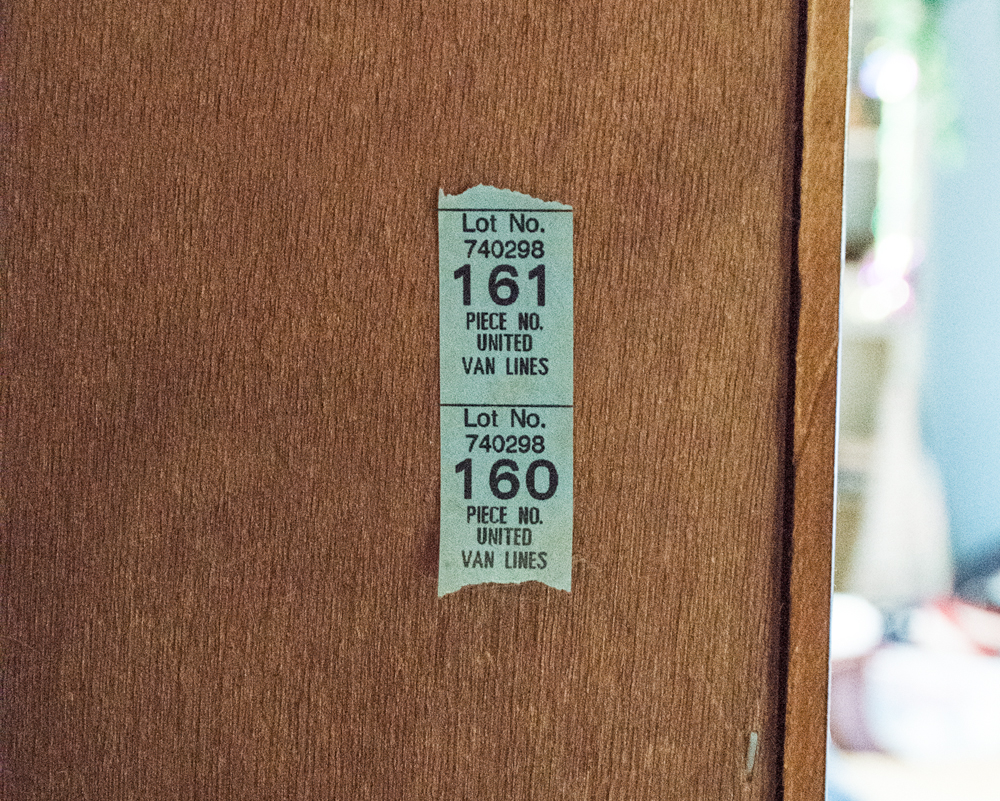 Lot No.
740298
161
PIECE NO.
UNITED
VAN LINES
Lot No.
740298
160
PIECE NO.
UNITED
VAN LINES